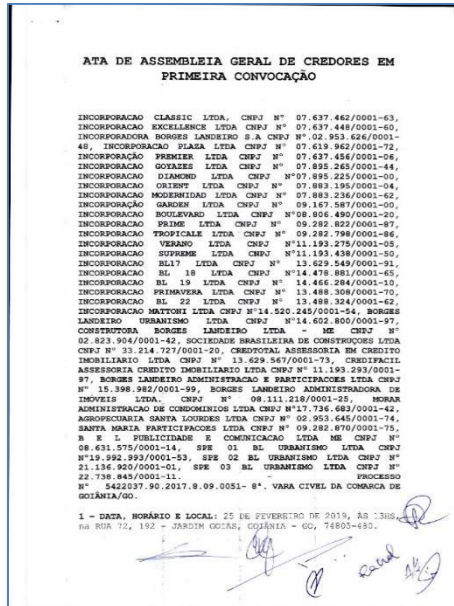 ATA DE ASSEMBLEIA GERAL DE CREDORES EM
PRIMEIRA CONVOCAÇÃO
INCORPORACAO CLASSIC LTDA, CNPJ Nº 07.637.462/0001-63,
INCORPORACAO EXCELLENCE LTDA CNPJ Nº 07.637.448/0001-60,
INCORPORADORA BORGES LANDEIRO S.A CNPJ Nº.02.953.626/0001-
48, INCORPORACAO PLAZA LTDA CNPJ Nº 07.619.962/0001-72,
INCORPORAÇÃO PREMIER LTDA CNPJ Nº 07.637.456/0001-06,
INCORPORACAO GOYAZES LTDA CNPJ Nº 07.895.265/0001-44,
INCORPORACAO DIAMOND LTDA CNPJ Nº07.895.225/0001-00,
INCORPORACAO ORIENT LTDA CNPJ Nº 07.883.195/0001-04,
INCORPORACAO MODERNIDAD LTDA CNPJ Nº 07.883.236/0001-62,
INCORPORAÇÃO GARDEN LTDA CNPJ Nº 09.167.587/0001-00,
INCORPORACAO BOULEVARD LTDA CNPJ Nº08.806.490/0001-20,
INCORPORACAO PRIME LTDA CNPJ Nº 09.282.822/0001-87,
INCORPORACAO TROPICALE LTDA CNPJ Nº 09.282.798/0001-86,
INCORPORACAO VERANO LTDA CNPJ Nº11.193.275/0001-05,
INCORPORACAO SUPREME LTDA CNPJ Nº11.193.438/0001-50,
INCORPORACAO BL17 LTDA CNPJ Nº 13.629.549/0001-91,
INCORPORACAO BL 18 LTDA CNPJ Nº14.478.881/0001-65,
INCORPORACAO BL 19 LTDA CNPJ Nº 14.466.284/0001-10,
INCORPORACAO PRIMAVERA LTDA CNPJ Nº 13.488.308/0001-70,
INCORPORACAO BL 22 LTDA CNPJ Nº 13.488.324/0001-62,
INCORPORACAO MATTONI LTDA CNPJ Nº14.520.245/0001-54, BORGES
LANDEIRO URBANISMO LTDA CNPJ Nº14.602.800/0001-97,
CONSTRUTORA BORGES LANDEIRO LTDA - ME CNPJ Nº
02.823.904/0001-42, SOCIEDADE BRASILEIRA DE CONSTRUÇOES LTDA
CNPJ Nº 33.214.727/0001-20, CREDTOTAL ASSESSORIA EM CREDITO
IMOBILIARIO LTDA CNPJ Nº 13.629.567/0001-73, CREDIFACIL
ASSESSORIA CREDITO IMOBILIARIO LTDA CNPJ Nº 11.193.293/0001-
97, BORGES LANDEIRO ADMINISTRACAO E PARTICIPACOES LTDA CNPJ
Nº 15.398.982/0001-99, BORGES LANDEIRO ADMINISTRADORA DE
IMÓVEIS LTDA. CNPJ Nº 08.111.218/0001-25, MORAR
ADMINISTRACAO DE CONDOMINIOS LTDA CNPJ Nº17.736.683/0001-42,
AGROPECUARIA SANTA LOURDES LTDA CNPJ Nº 02.953.645/0001-74,
SANTA MARIA PARTICIPACOES LTDA CNPJ Nº 09.282.870/0001-75,
B E L PUBLICIDADE E COMUNICACAO LTDA ME CNPJ Nº
08.631.575/0001-14, SPE 01 BL URBANISMO LTDA CNPJ
Nº19.992.993/0001-53, SPE 02 BL URBANISMO LTDA CNPJ Nº
21.136.920/0001-01, SPE 03 BL URBANISMO LTDA CNPJ Nº
22.738.845/0001-11. - PROCESSO
Nº 5422037.90.2017.8.09.0051- 8ª. VARA CIVEL DA COMARCA DE
GOIÂNIA/GO.
1 - DATA, HORÁRIO E LOCAL: 25 DE FEVEREIRO DE 2019, ÀS 13HS,
na RUA 72, 192 - JARDIM GOIÁS, GOIÂNIA - GO, 74805-480.